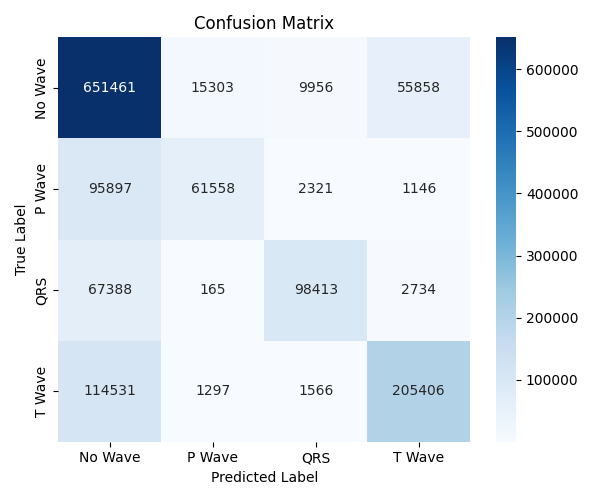 Confusion Matrix
True Label
No Wave 651461 15303 9956 55858
P Wave 95897 61558 2321 1146
QRS 67388 165 98413 2734
T Wave 114531 1297 1566 205406
No Wave P Wave QRS T Wave
Predicted Label
600000
500000
400000
300000
200000
100000